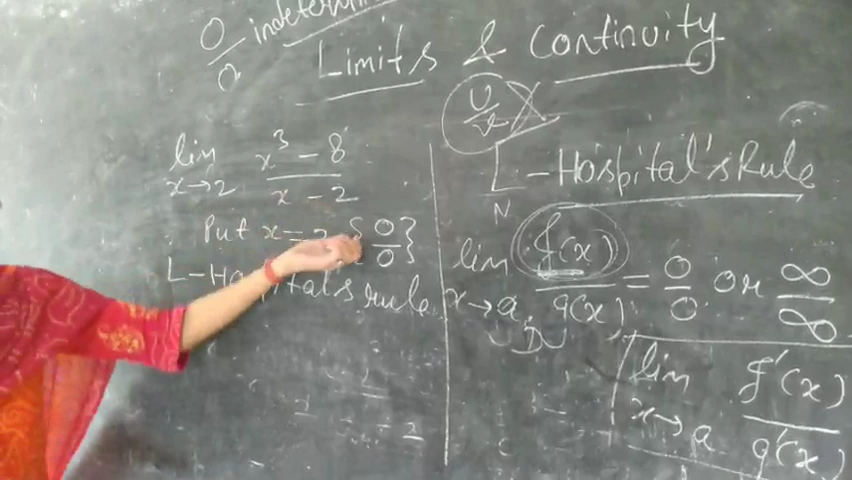 0/0 indeterm
Limits & Continuity
U/v
lim x→2 x³ - 8 / x - 2
Put x = 2 { 0/0 }
L-Hospital's rule
L-Hospital's Rule
N
lim x→a f(x) / g(x) = 0/0 or ∞/∞
D
lim x→a f'(x) / g'(x)